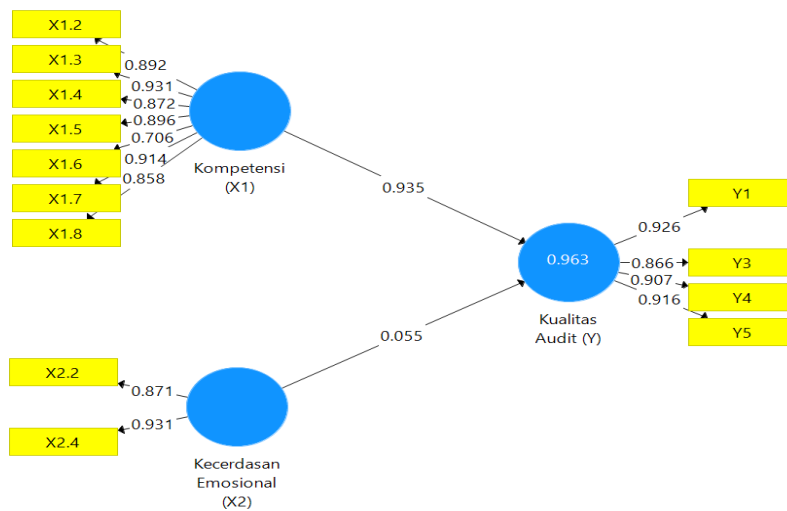 X1.2
X1.3
X1.4
X1.5
X1.6
X1.7
X1.8
0.892
0.931
0.872
0.896
0.706
0.914
0.858
Kompetensi
(X1)
0.935
0.963
Kualitas
Audit (Y)
0.926
0.866
0.907
0.916
Y1
Y3
Y4
Y5
0.055
X2.2
X2.4
0.871
0.931
Kecerdasan
Emosional
(X2)